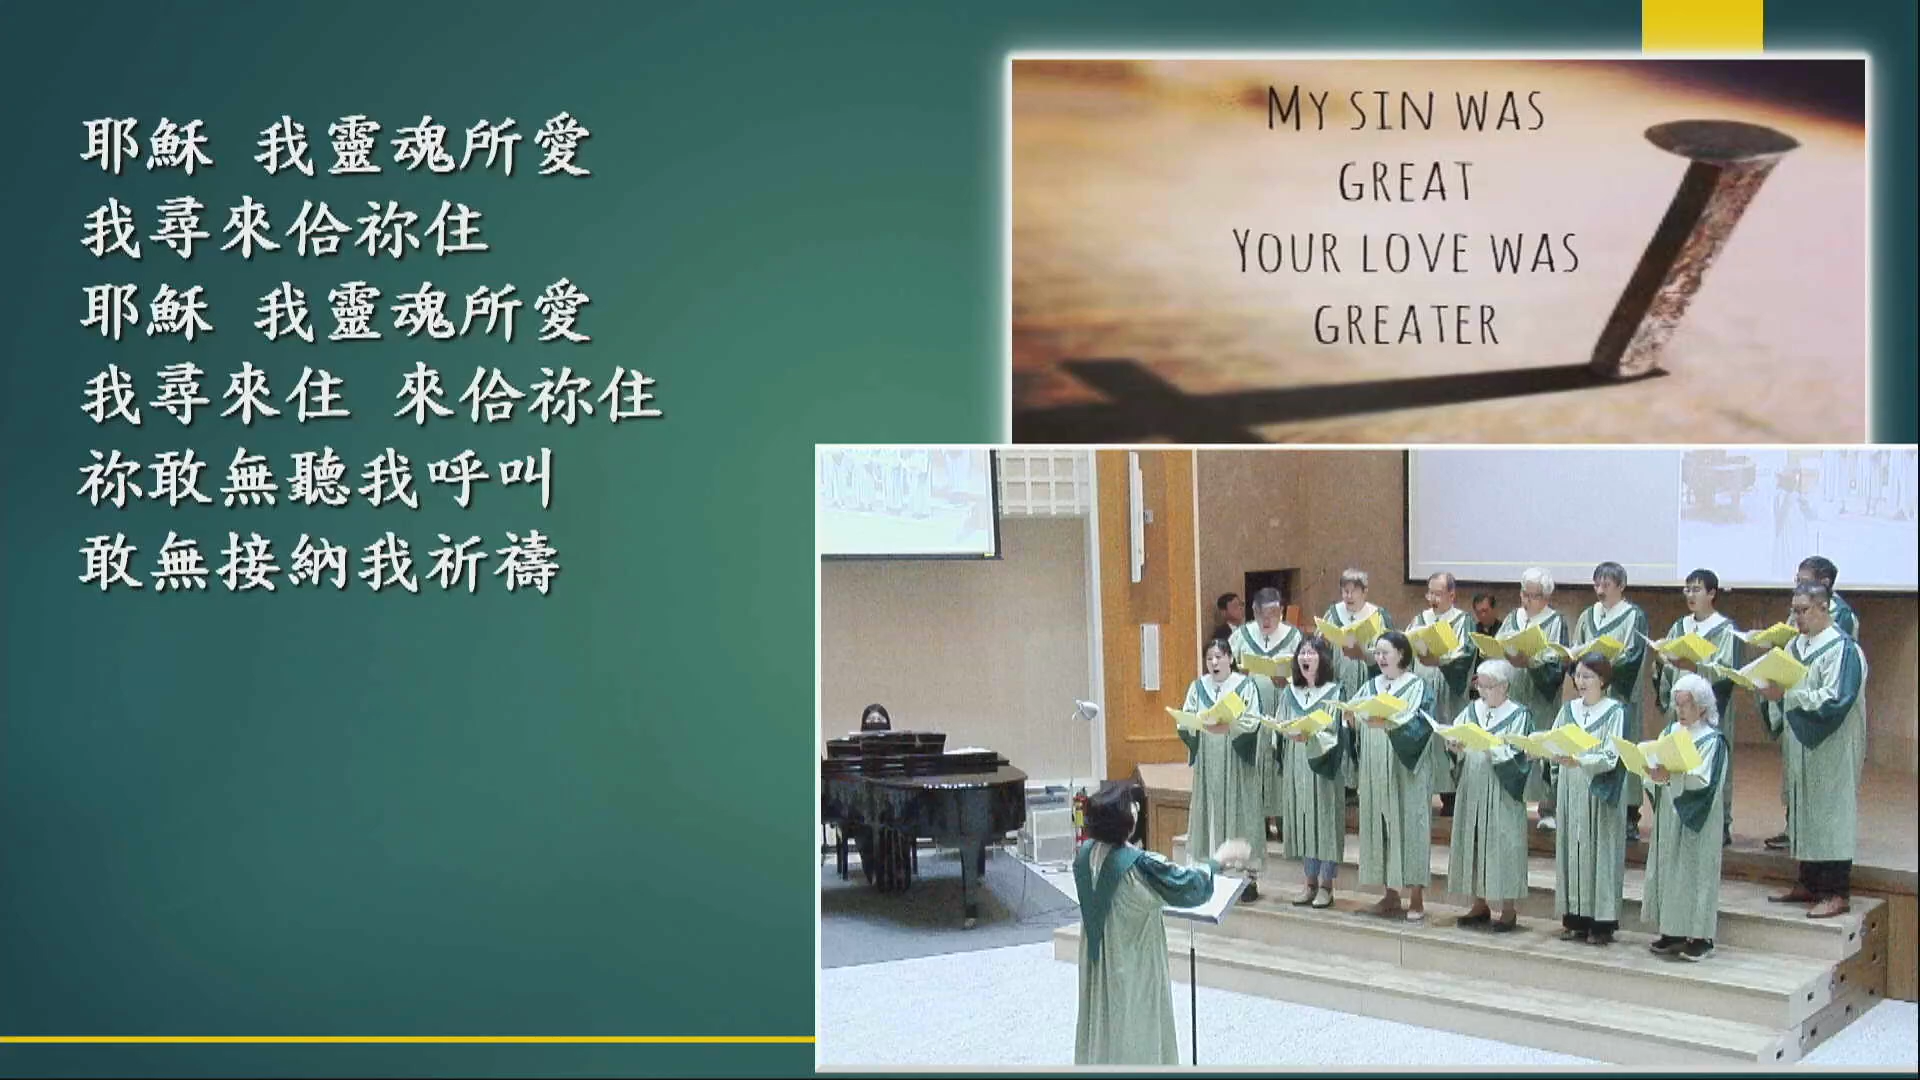 耶穌 我靈魂所愛
我尋來佮祢住
耶穌 我靈魂所愛
我尋來住 來佮祢住
祢敢無聽我呼叫
敢無接納我祈禱
MY SIN WAS
GREAT
YOUR LOVE WAS
GREATER